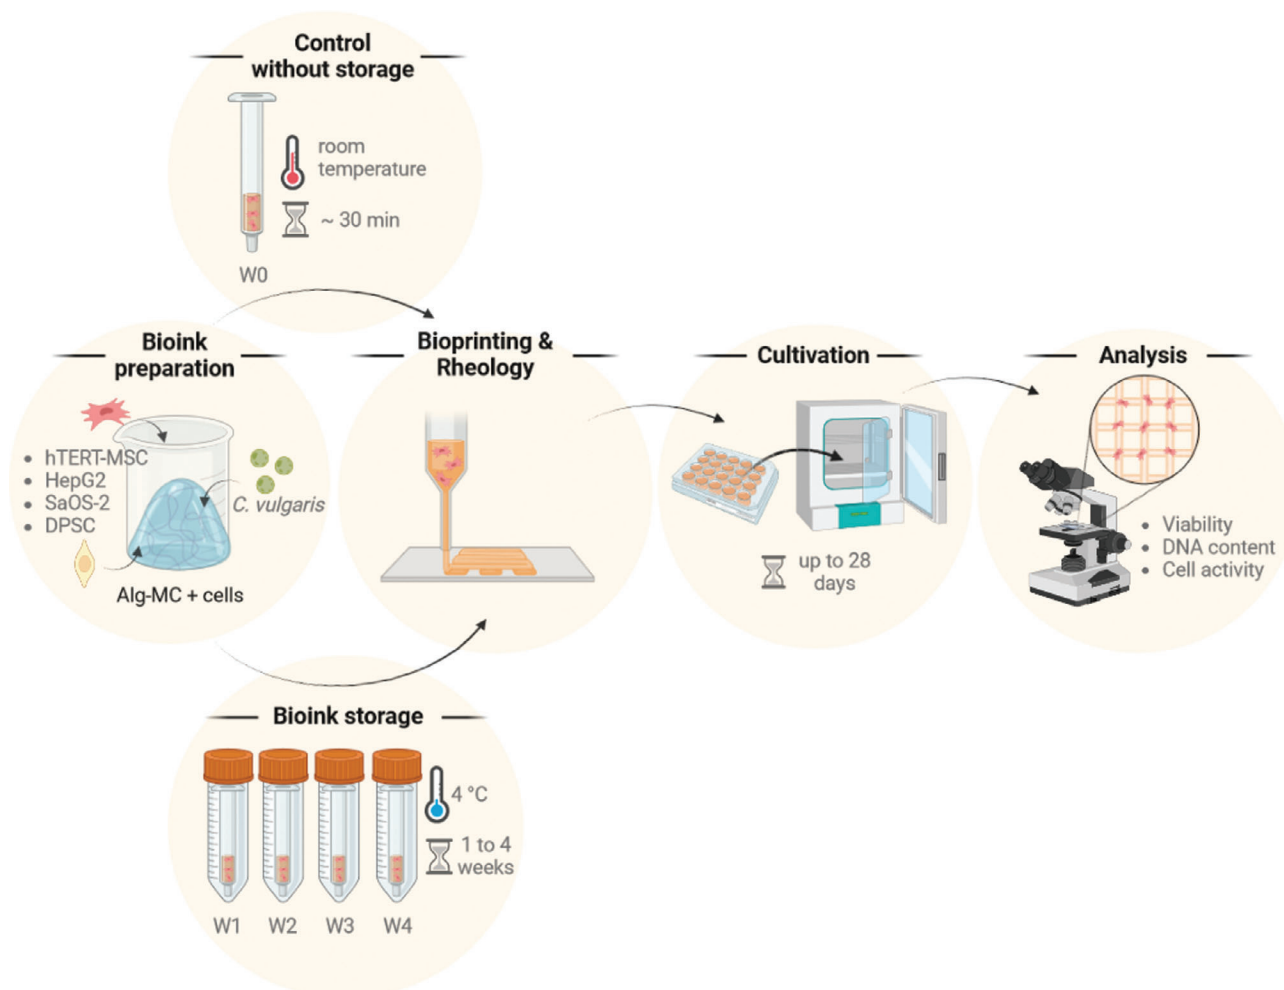 Control
without storage
room
temperature
~ 30 min
W0
Bioink
preparation
• hTERT-MSC
• HepG2
• SaOS-2
• DPSC
C. vulgaris
Alg-MC + cells
Bioprinting &
Rheology
Cultivation
up to 28
days
Analysis
• Viability
• DNA content
• Cell activity
Bioink storage
4 °C
1 to 4
weeks
W1 W2 W3 W4